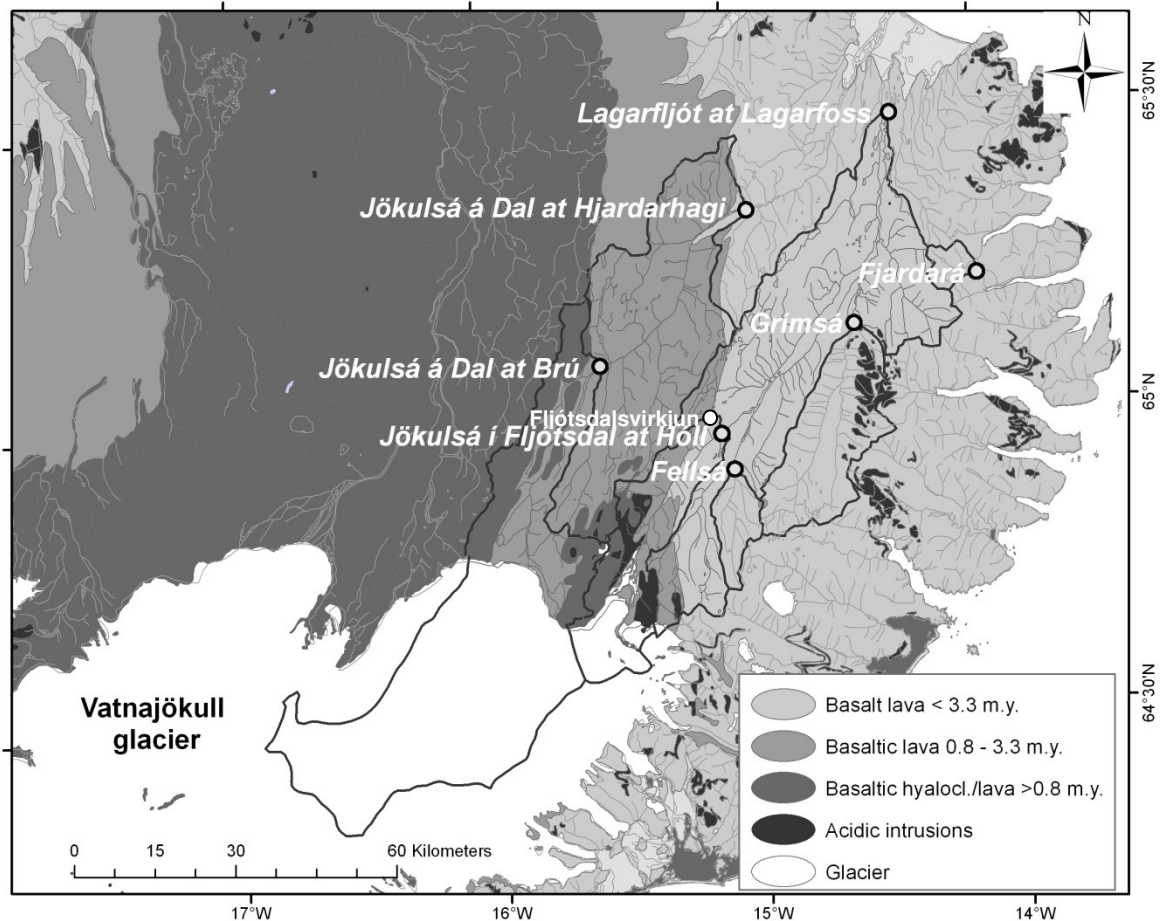 N
65°30'N
Lagarfljót at Lagarfoss
Jökulsá á Dal at Hjardarhagi
Fjardará
Grímsá
Jökulsá á Dal at Brú
65°N
Fljótsdalsvirkjun
Jökulsá í Fljótsdal at Hóll
Fellsá
64°30'N
Vatnajökull
glacier
Basalt lava < 3.3 m.y.
Basaltic lava 0.8 - 3.3 m.y.
Basaltic hyalocl./lava >0.8 m.y.
Acidic intrusions
Glacier
0 15 30 60 Kilometers
17°W 16°W 15°W 14°W